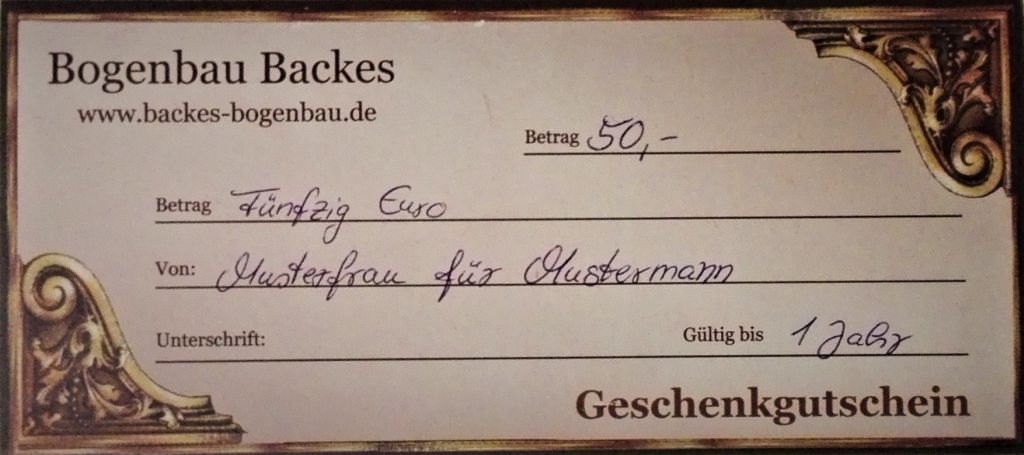 Bogenbau Backes
www.backes-bogenbau.de
Betrag 50,-
Betrag Fünfzig Euro
Von: Musterfrau für Mustermann
Unterschrift: Gültig bis 1 Jahr
Geschenkgutschein